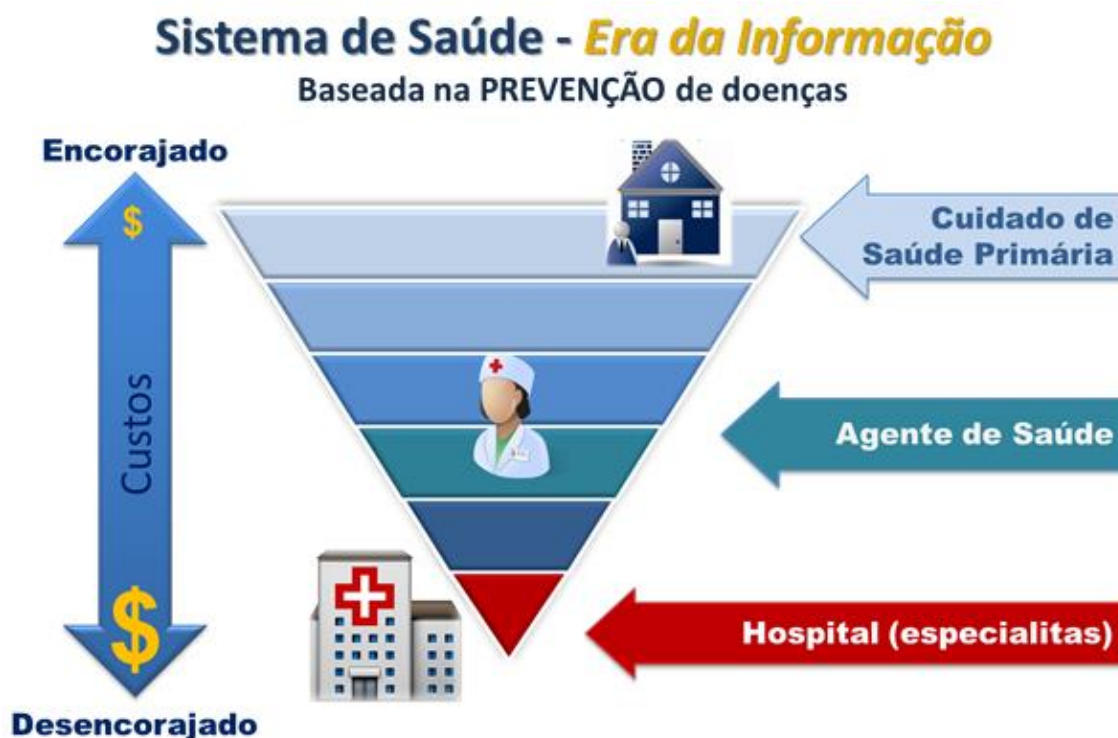 Sistema de Saúde - Era da Informação
Baseada na PREVENÇÃO de doenças
Encorajado
$
Custos
$
Desencorajado
Cuidado de
Saúde Primária
Agente de Saúde
Hospital (especialitas)